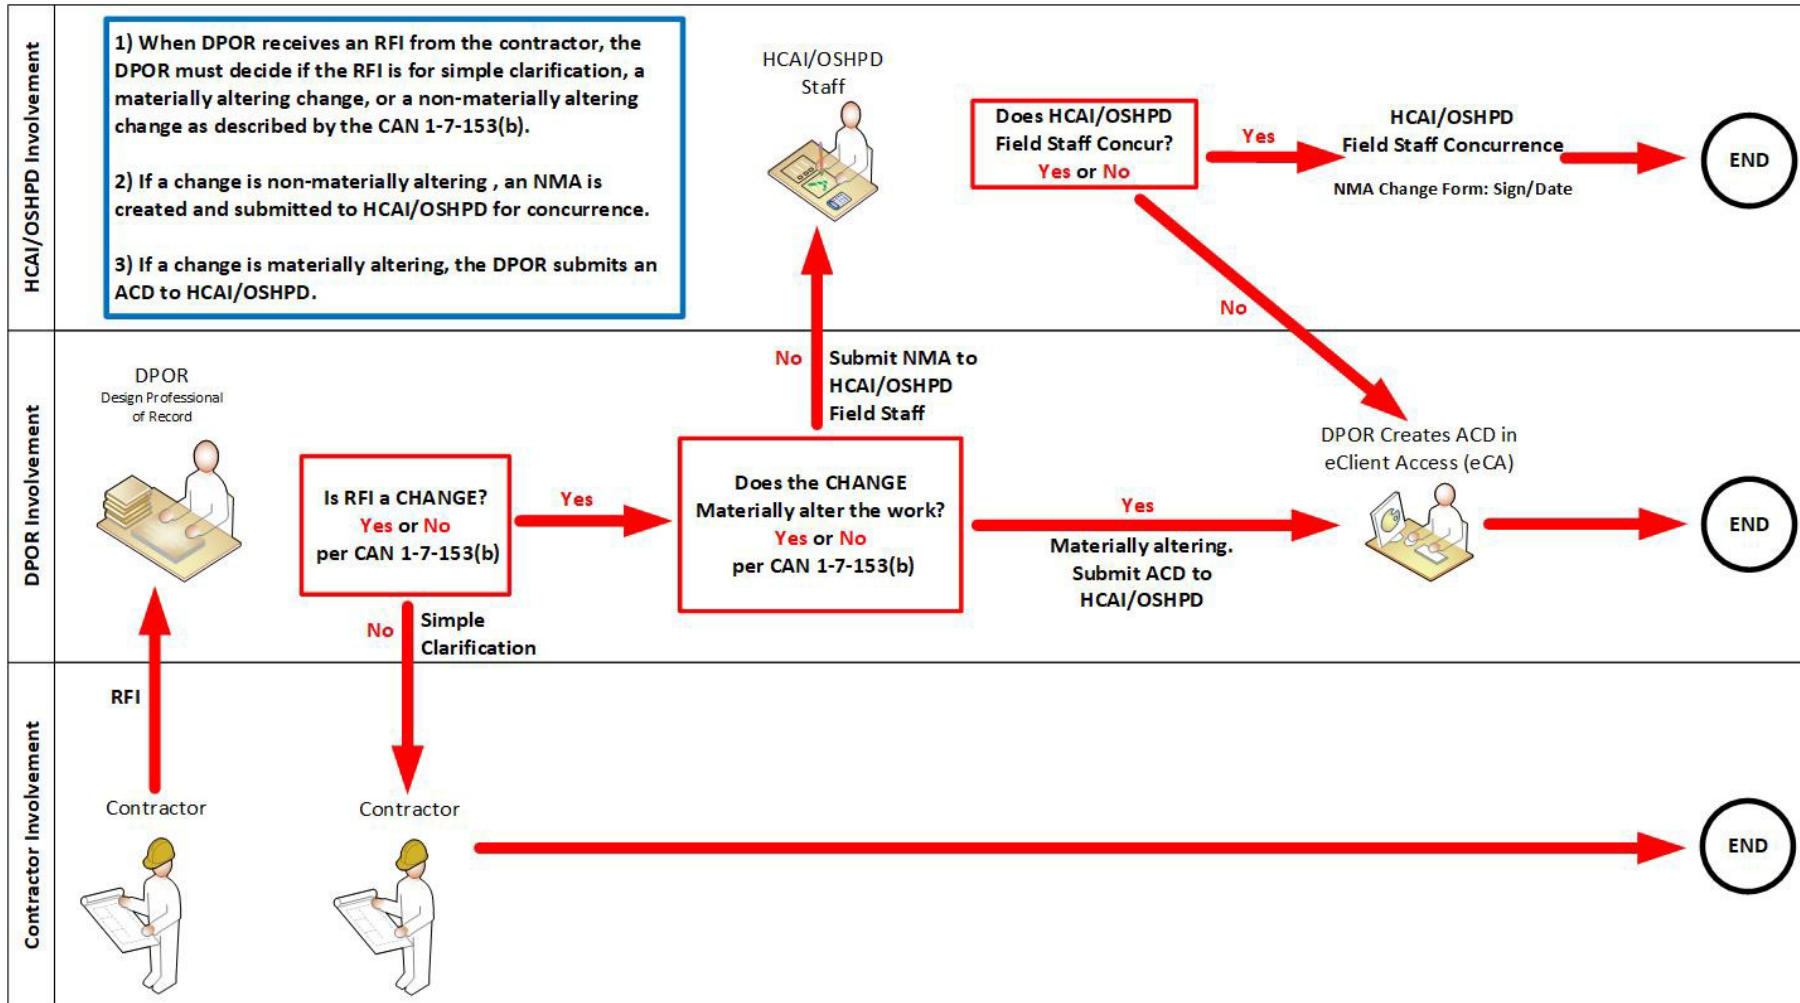 HCAI/OSHPD Involvement
1) When DPOR receives an RFI from the contractor, the
DPOR must decide if the RFI is for simple clarification, a
materially altering change, or a non-materially altering
change as described by the CAN 1-7-153(b).
2) If a change is non-materially altering , an NMA is
created and submitted to HCAI/OSHPD for concurrence.
3) If a change is materially altering, the DPOR submits an
ACD to HCAI/OSHPD.
HCAI/OSHPD
Staff
Does HCAI/OSHPD
Field Staff Concur?
Yes or No
Yes
HCAI/OSHPD
Field Staff Concurrence
NMA Change Form: Sign/Date
END
No
DPOR Involvement
DPOR
Design Professional
of Record
Is RFI a CHANGE?
Yes or No
per CAN 1-7-153(b)
Yes
No
Submit NMA to
HCAI/OSHPD
Field Staff
Does the CHANGE
Materially alter the work?
Yes or No
per CAN 1-7-153(b)
Yes
Materially altering.
Submit ACD to
HCAI/OSHPD
DPOR Creates ACD in
eClient Access (eCA)
END
No
Simple
Clarification
Contractor Involvement
RFI
Contractor
Contractor
END